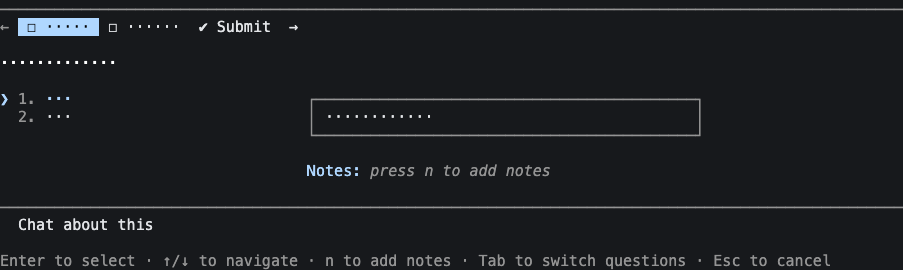 ← □ ····· □ ······ ✔ Submit →
·············
❯ 1. ···
2. ···
············
Notes: press n to add notes
Chat about this
Enter to select · ↑/↓ to navigate · n to add notes · Tab to switch questions · Esc to cancel